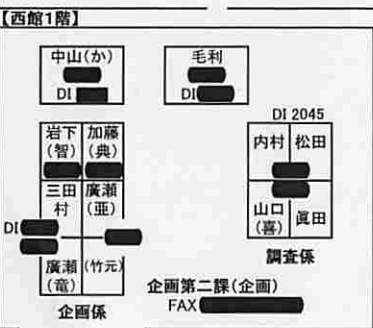 【西館1階】
中山(か)
毛利
DI
DI
DI 2045
岩下
(智)
加藤
(典)
内村
松田
三田
村
廣瀬
(亜)
山口
(喜)
眞田
DI
調査係
廣瀬
(竜)
(竹元)
企画係
企画第二課(企画)
FAX